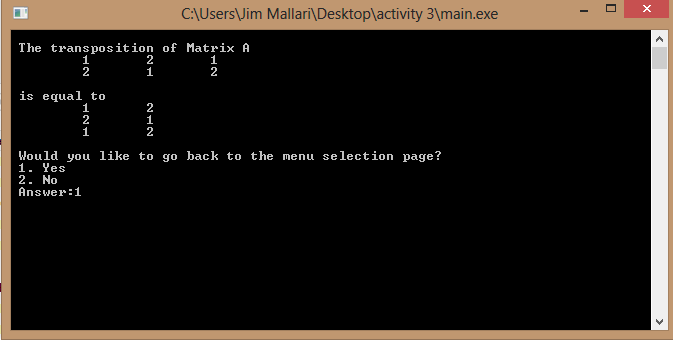 C:\Users\Jim Mallari\Desktop\activity 3\main.exe
The transposition of Matrix A
1 2 1
2 1 2
is equal to
1 2
2 1
1 2
Would you like to go back to the menu selection page?
1. Yes
2. No
Answer:1